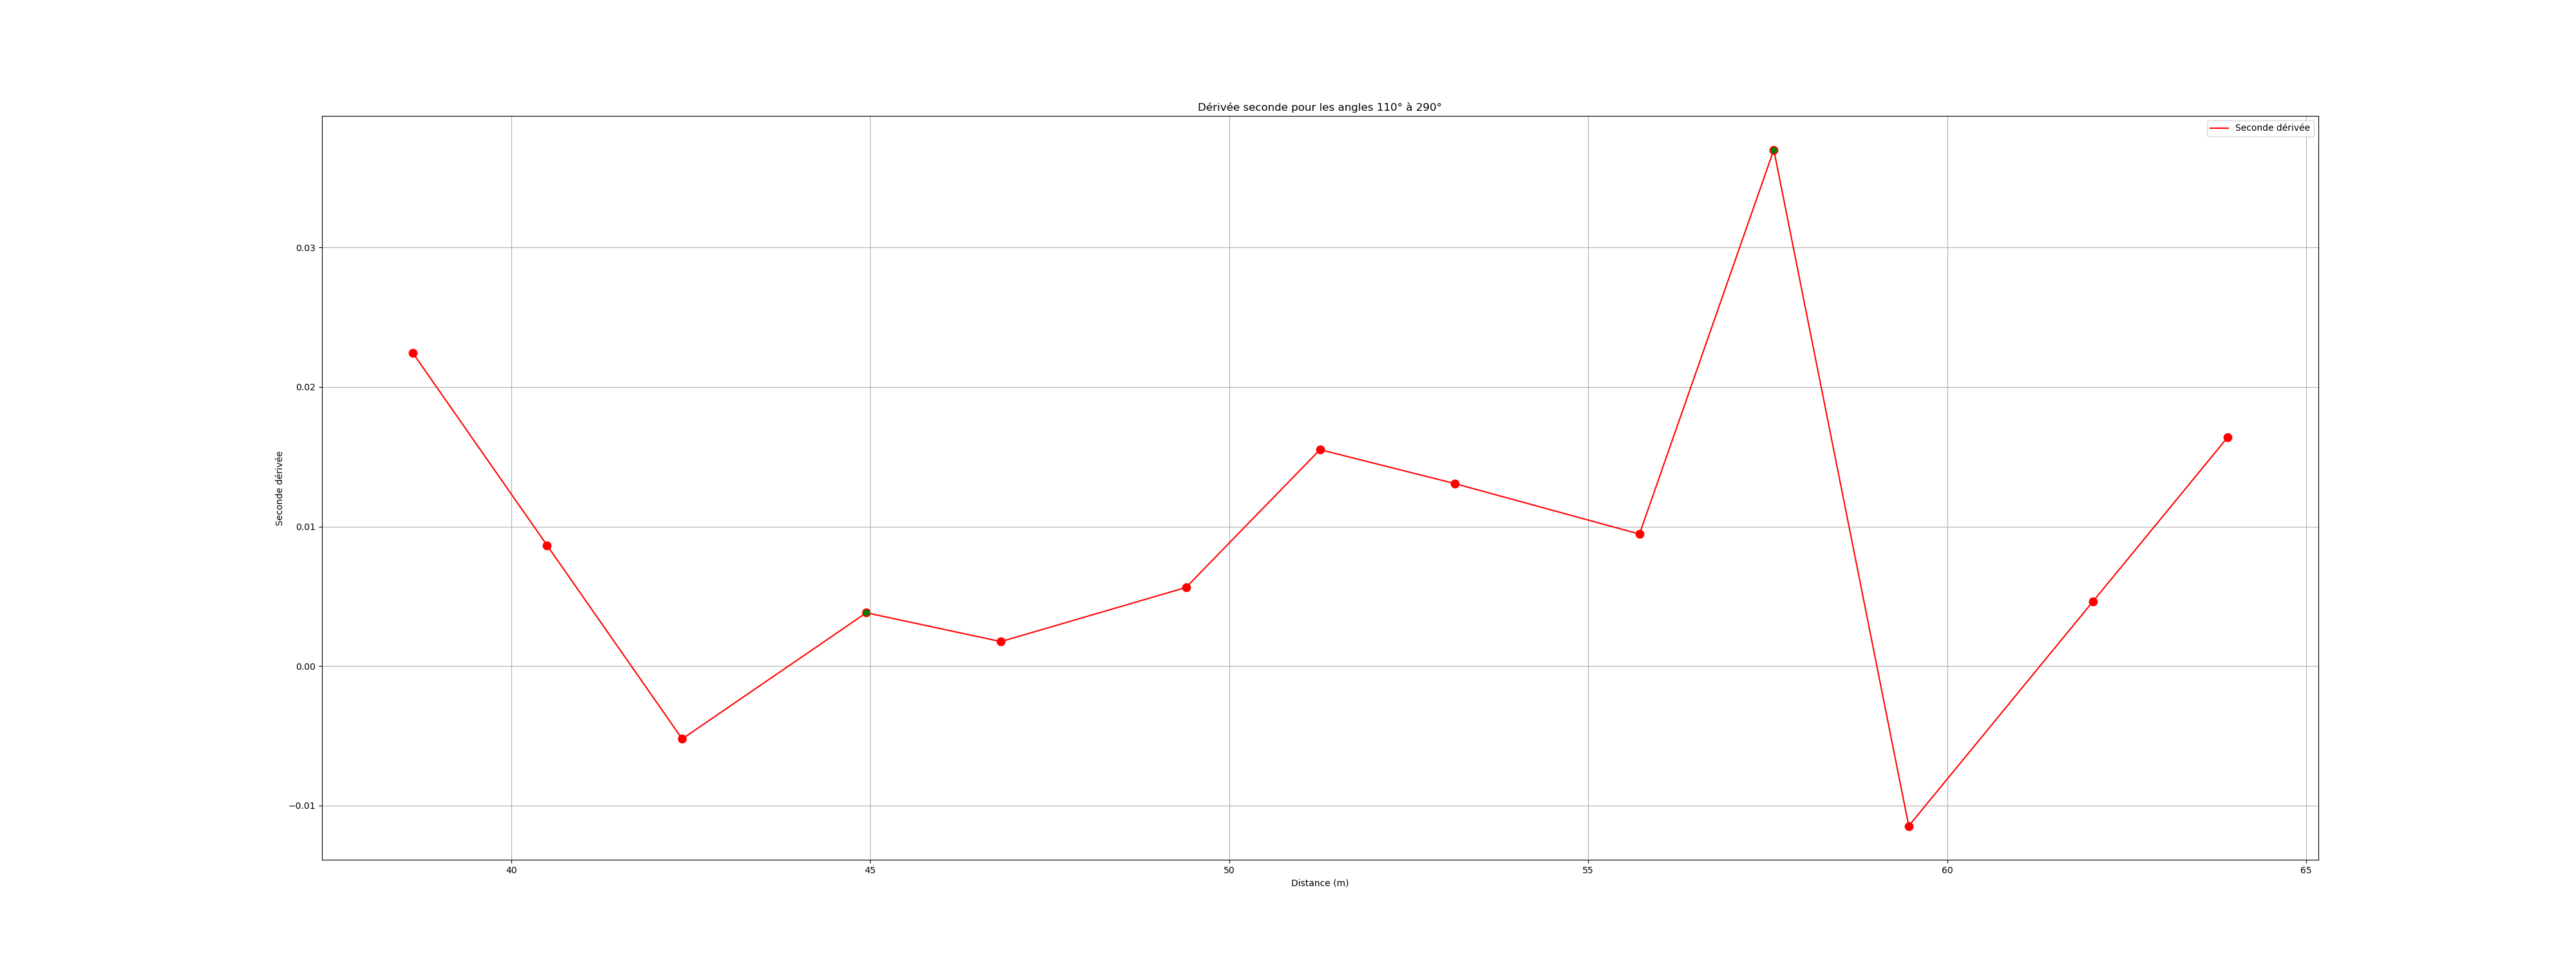 Dérivée seconde pour les angles 110° à 290°
Seconde dérivée
0.03
0.02
0.01
0.00
−0.01
Seconde dérivée
40
45
50
55
60
65
Distance (m)